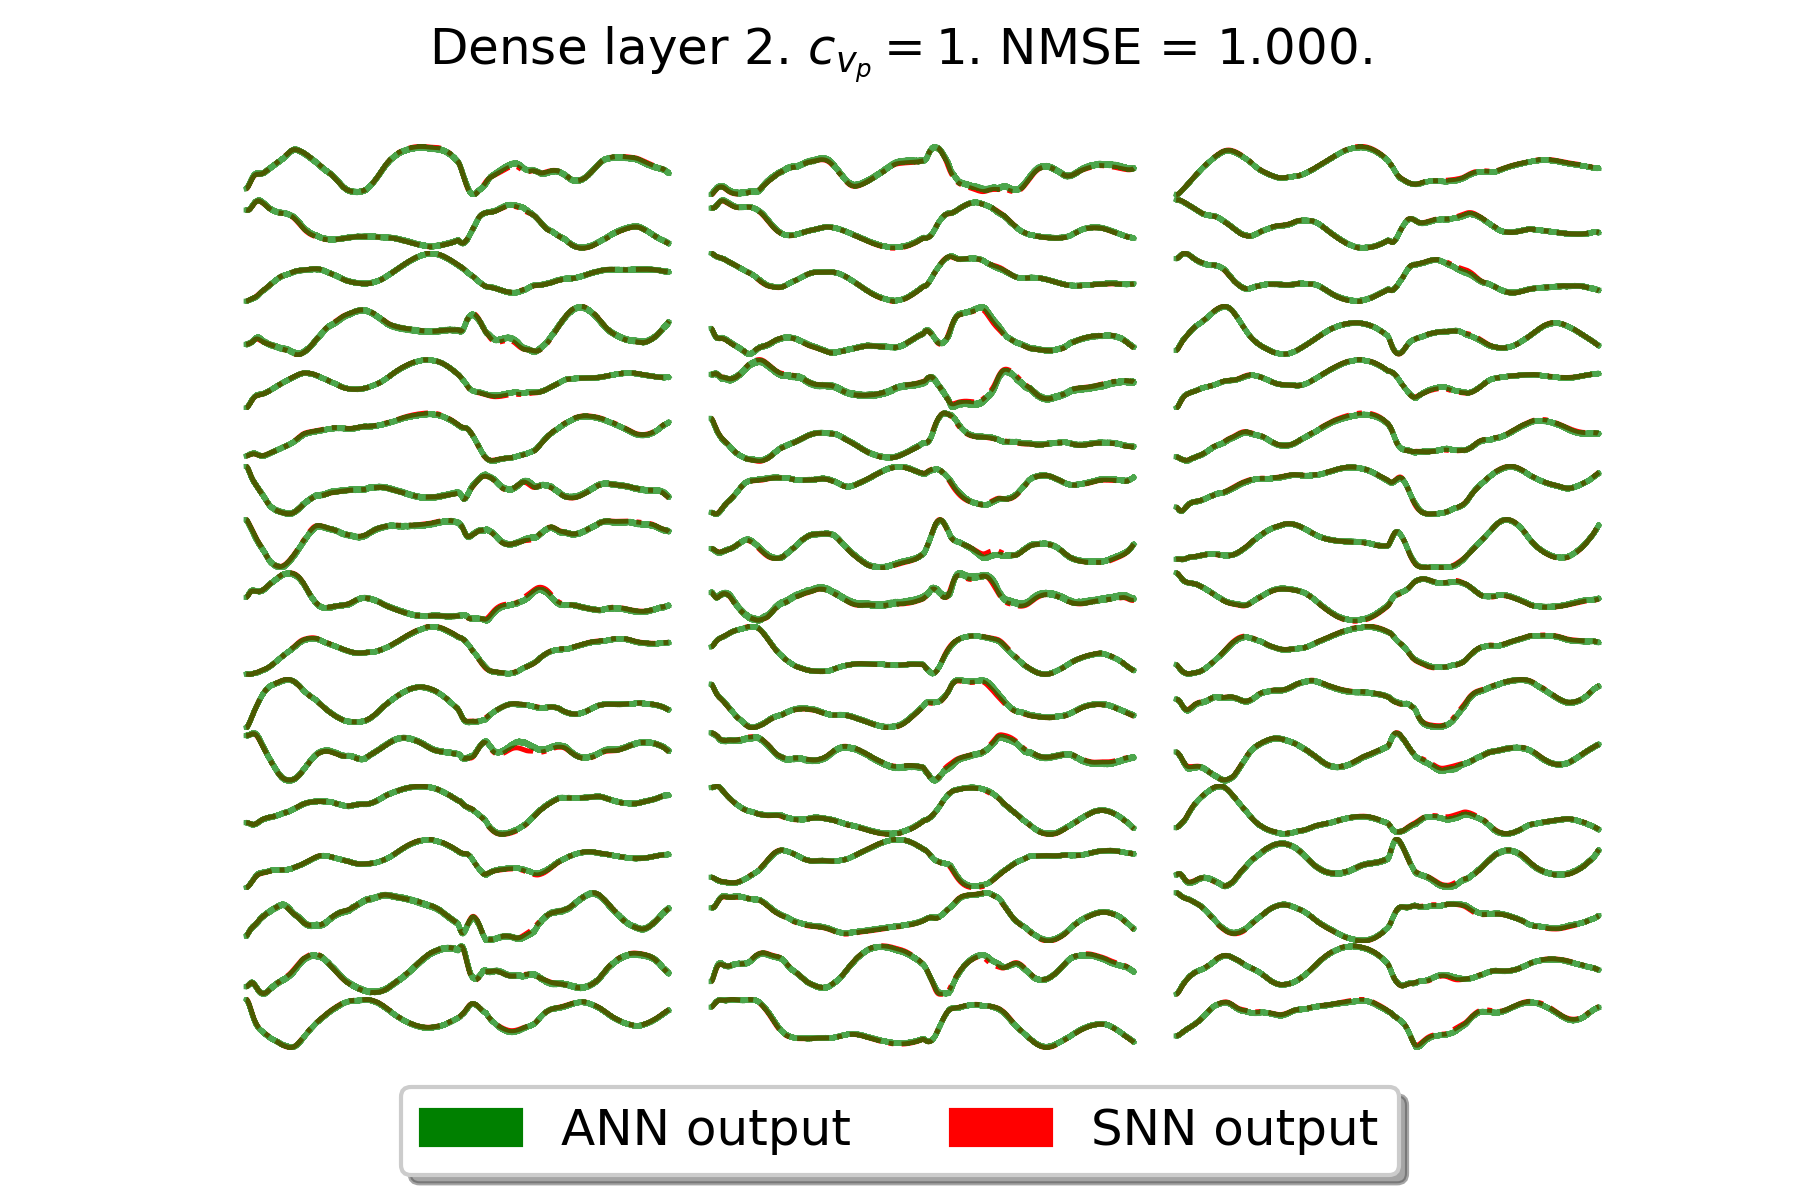 Dense layer 2. $c_{v_p} = 1$. NMSE = 1.000.
ANN output
SNN output